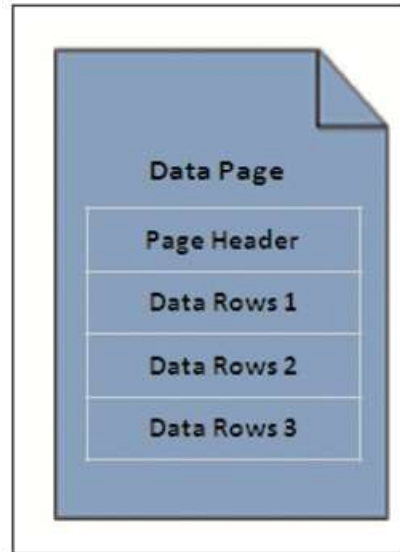 Data Page
Page Header
Data Rows 1
Data Rows 2
Data Rows 3